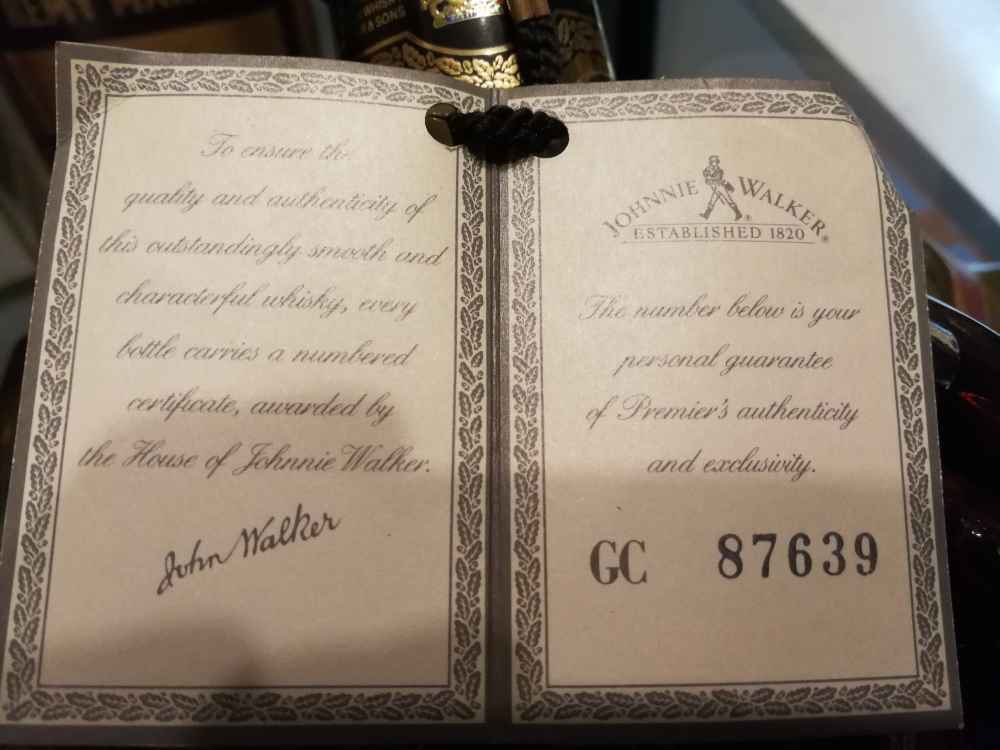 WHISK
& SONS
To ensure the
quality and authenticity of
this outstandingly smooth and
characterful whisky, every
bottle carries a numbered
certificate, awarded by
the House of Johnnie Walker.
John Walker
JOHNNIE WALKER®
ESTABLISHED 1820
The number below is your
personal guarantee
of Premier's authenticity
and exclusivity.
GC 87639